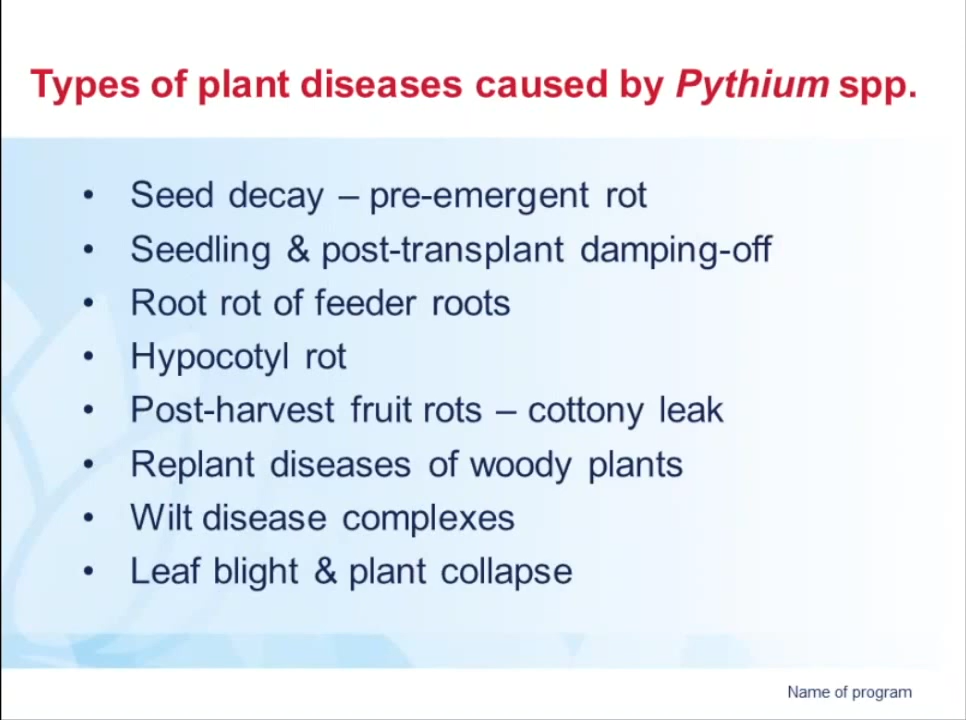 Types of plant diseases caused by Pythium spp.
• Seed decay – pre-emergent rot
• Seedling & post-transplant damping-off
• Root rot of feeder roots
• Hypocotyl rot
• Post-harvest fruit rots – cottony leak
• Replant diseases of woody plants
• Wilt disease complexes
• Leaf blight & plant collapse
Name of program